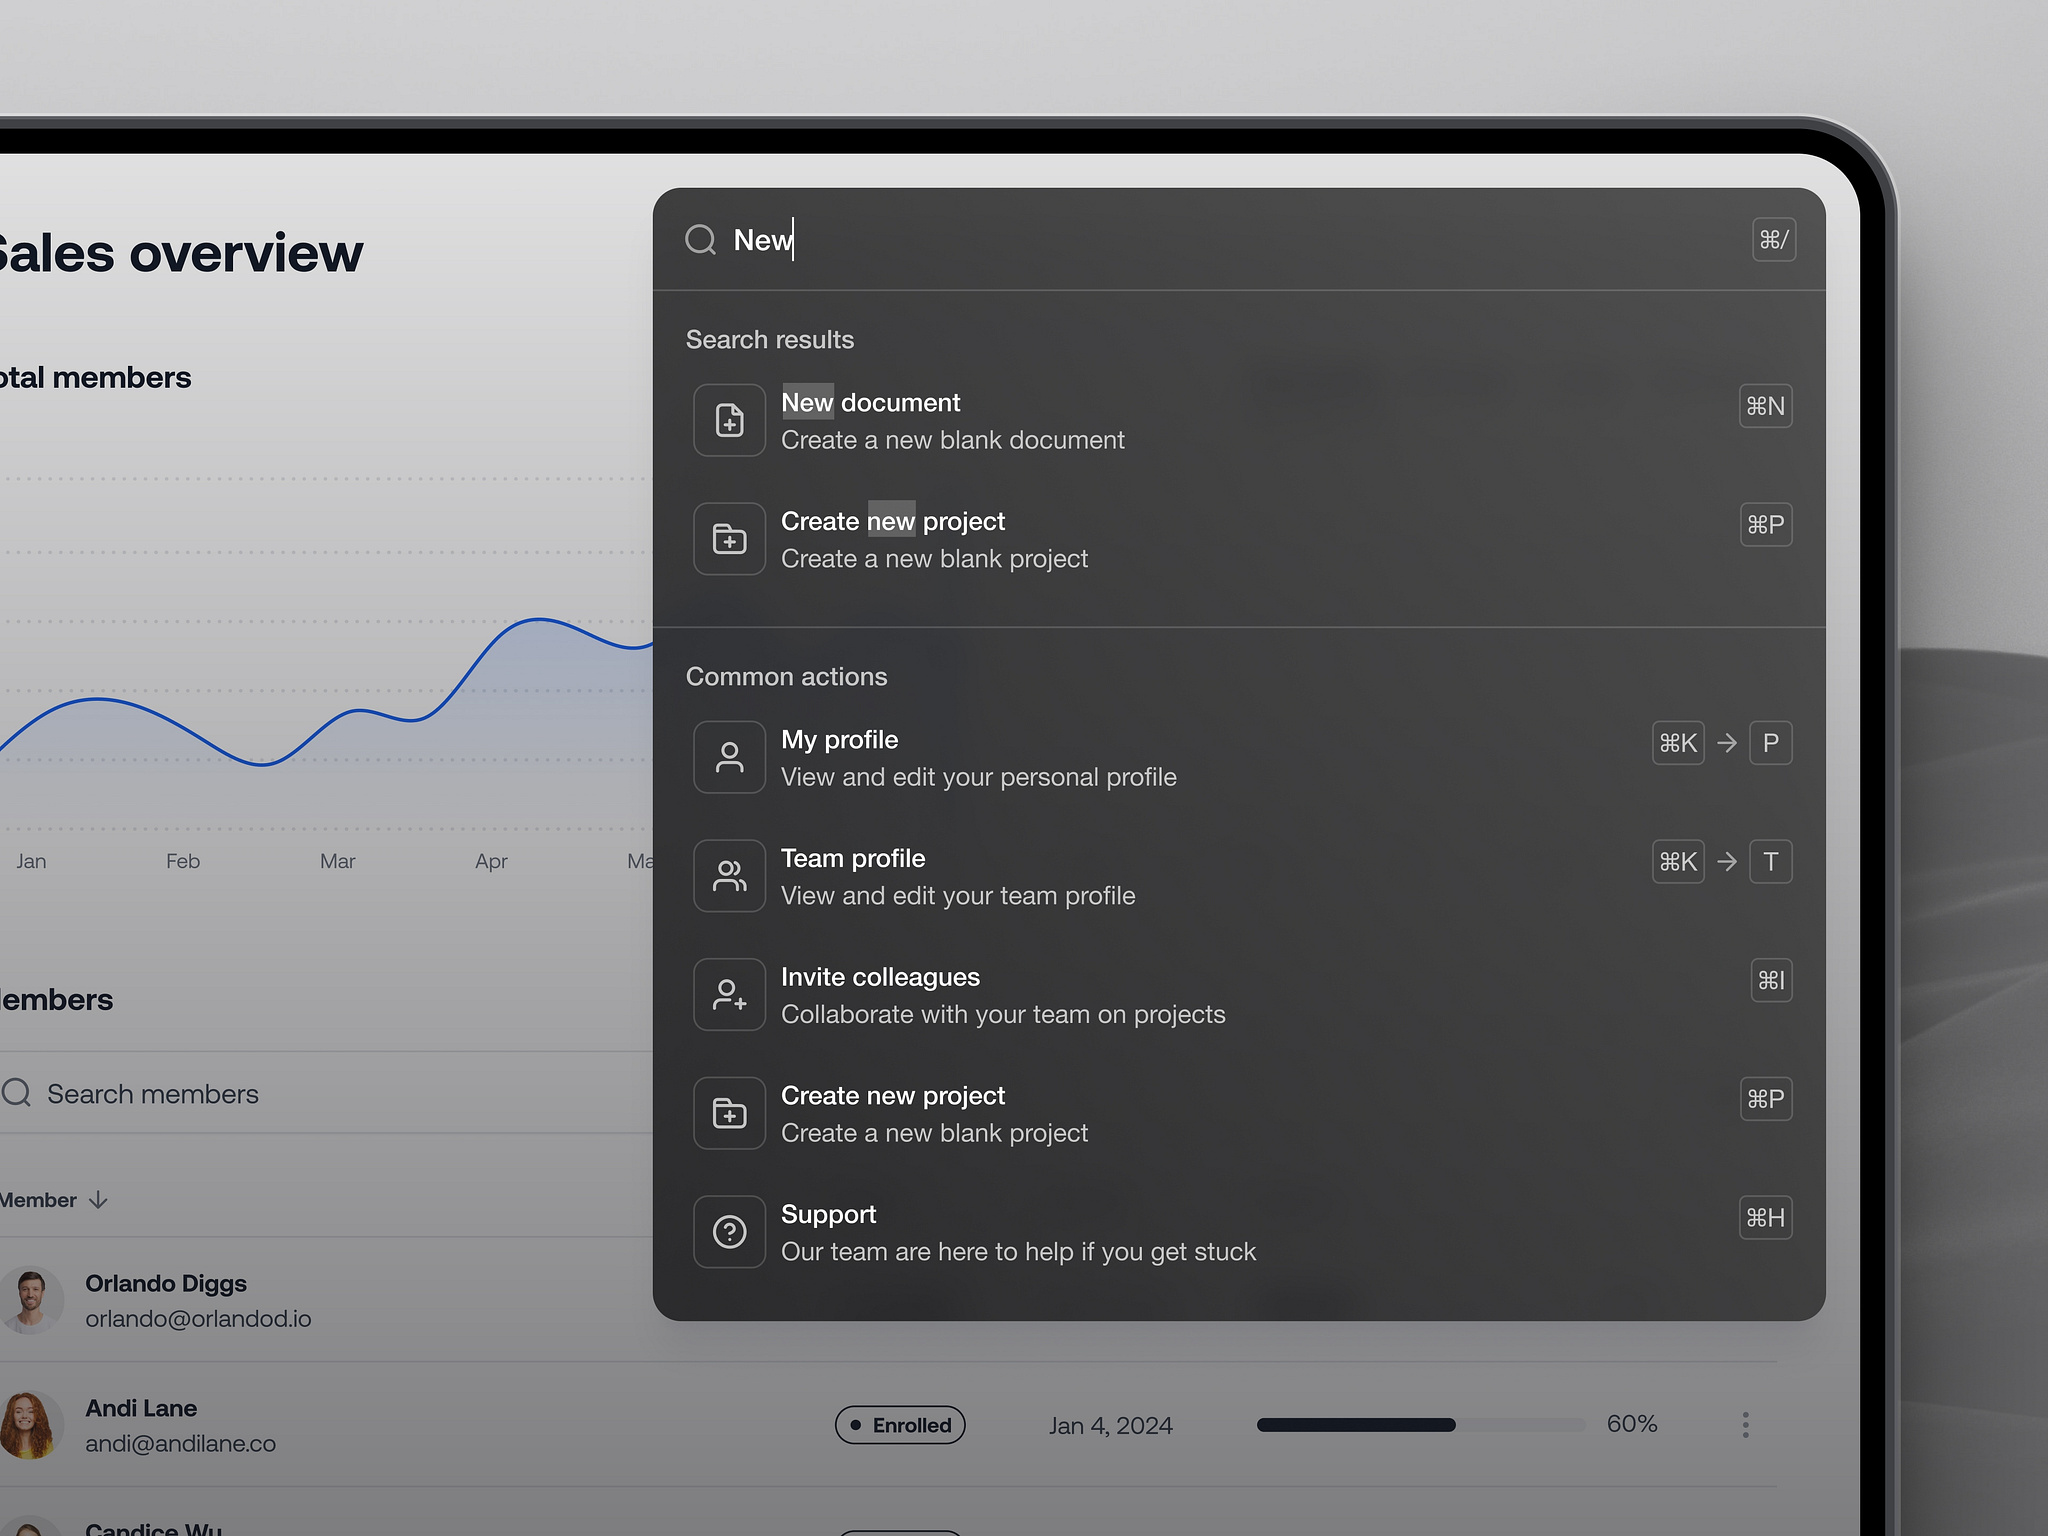 Sales overview
otal members
Jan Feb Mar Apr Ma
embers
Search members
Member
Orlando Diggs
orlando@orlandod.io
Andi Lane
andi@andilane.co
Enrolled
Jan 4, 2024
60%
Candice Wu
New
⌘/
Search results
New document
⌘N
Create a new blank document
Create new project
⌘P
Create a new blank project
Common actions
My profile
⌘K → P
View and edit your personal profile
Team profile
⌘K → T
View and edit your team profile
Invite colleagues
⌘I
Collaborate with your team on projects
Create new project
⌘P
Create a new blank project
Support
⌘H
Our team are here to help if you get stuck